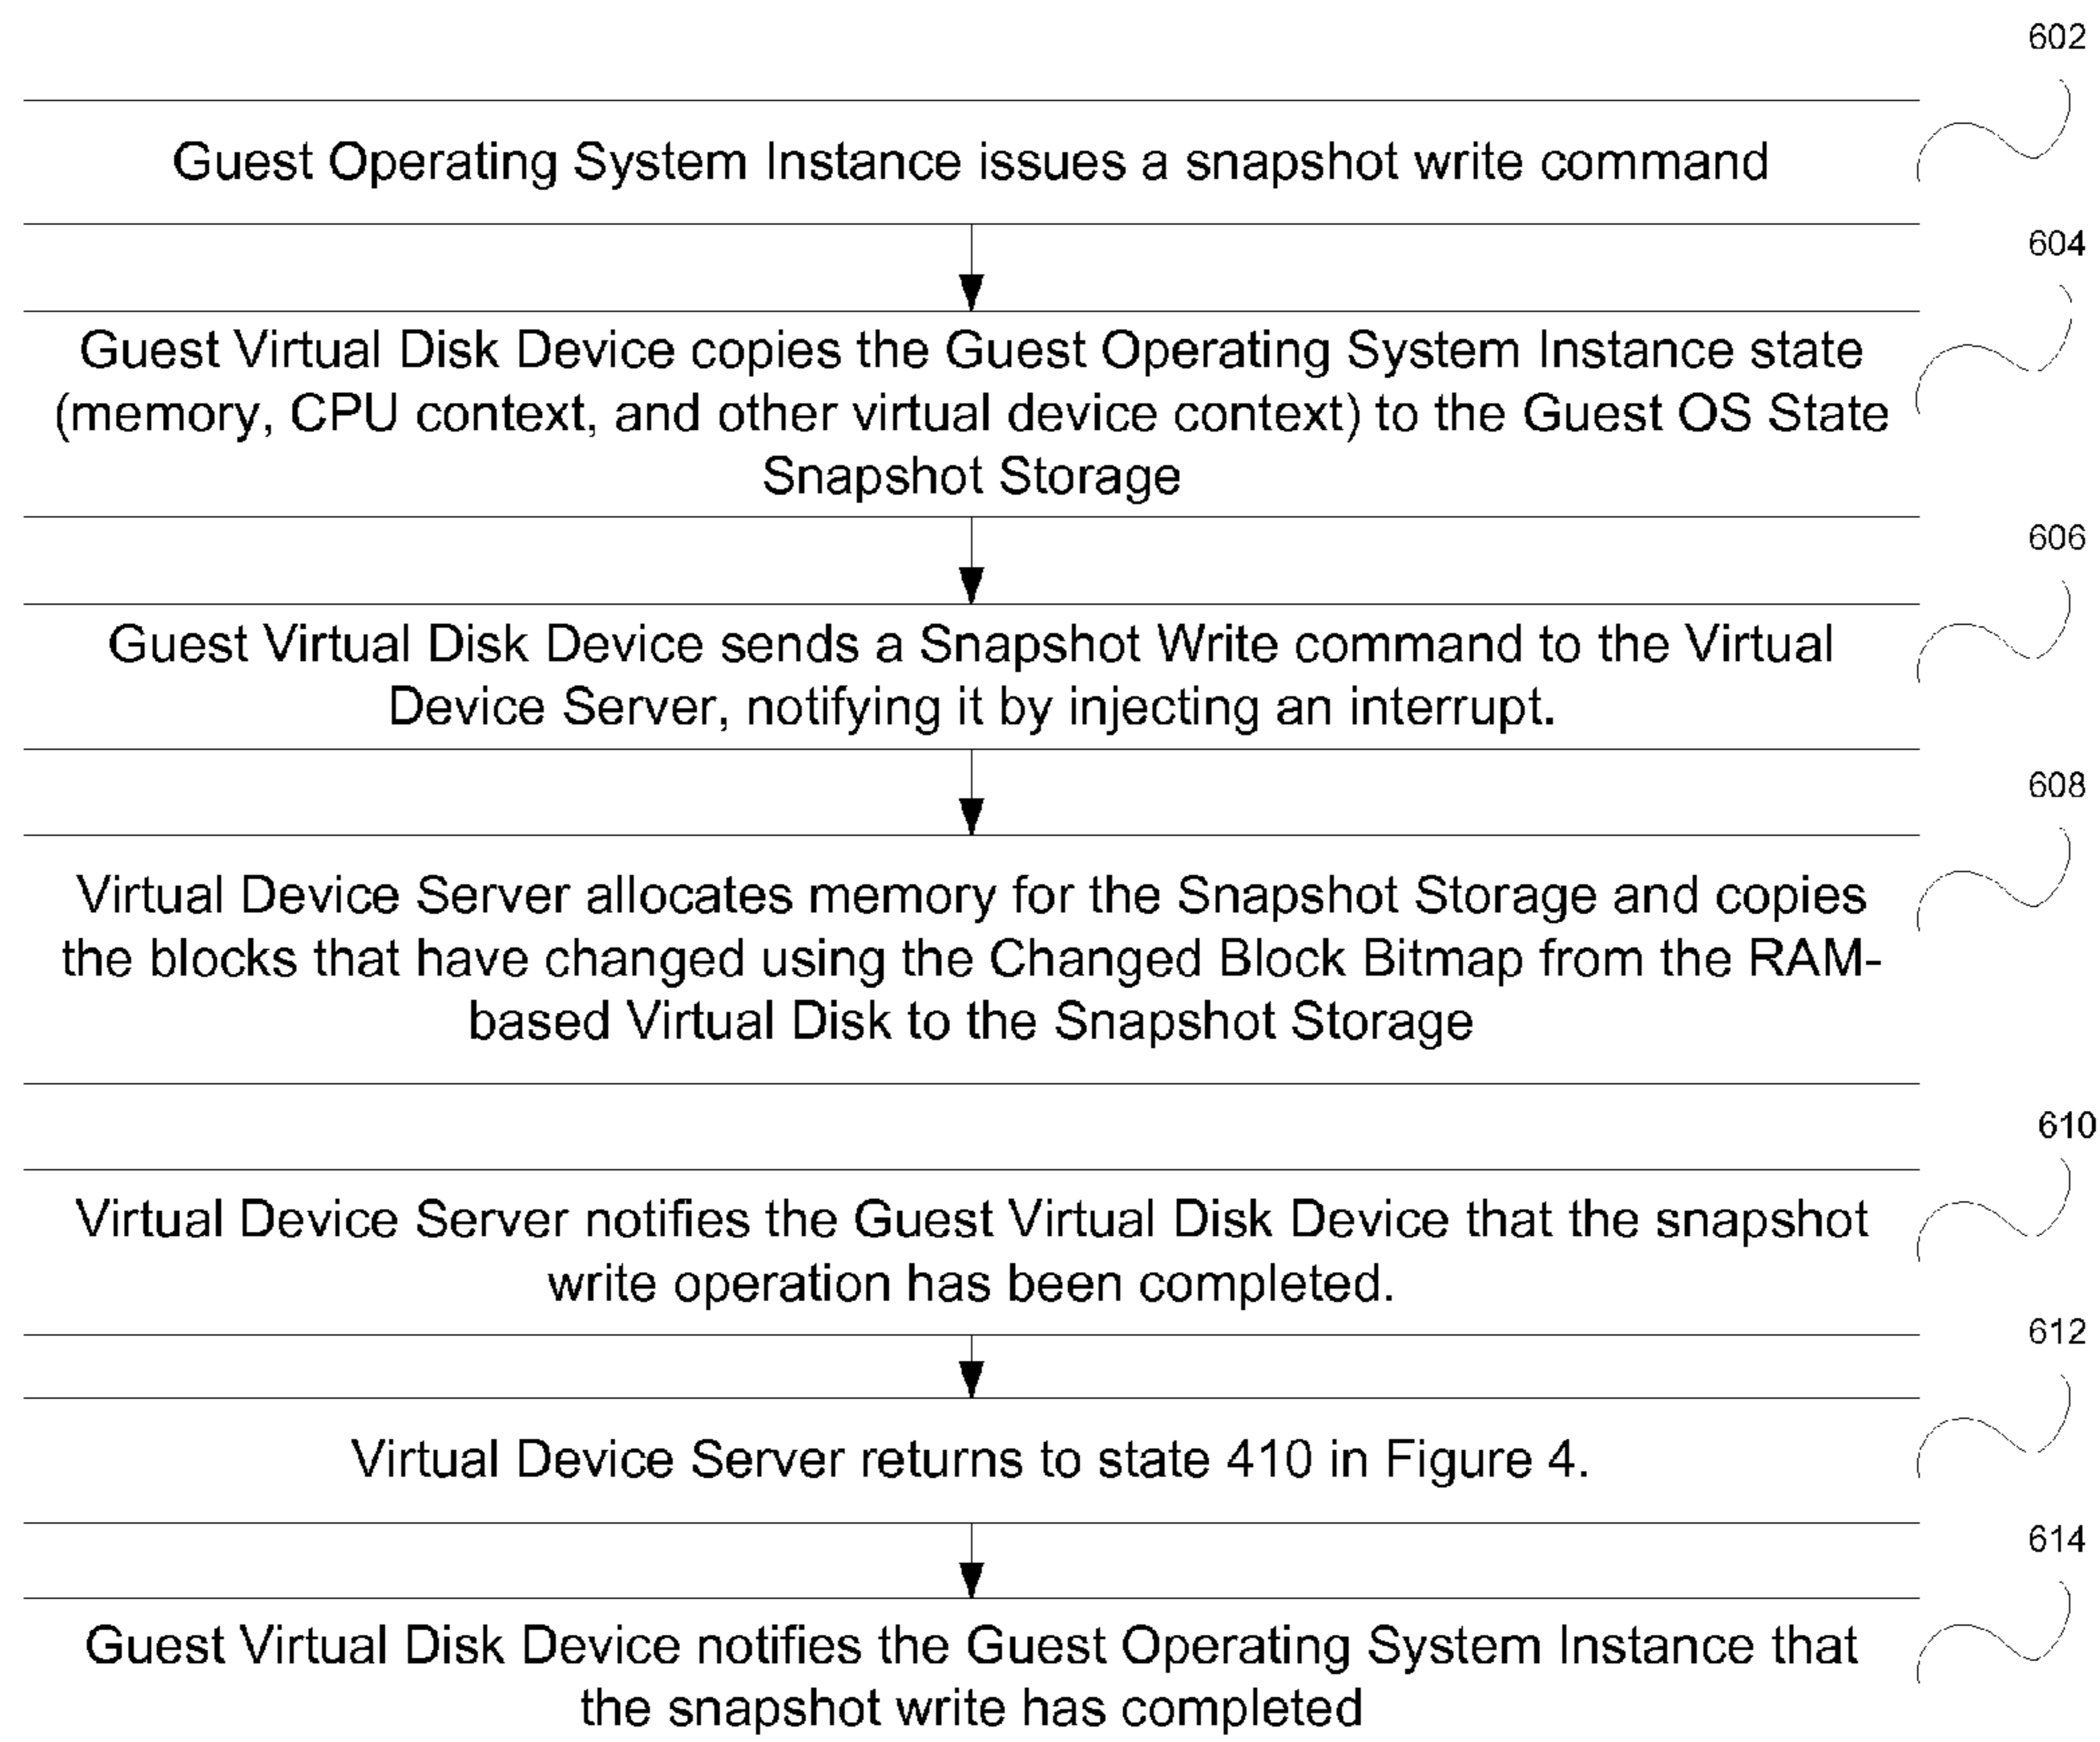 602
Guest Operating System Instance issues a snapshot write command
604
Guest Virtual Disk Device copies the Guest Operating System Instance state
(memory, CPU context, and other virtual device context) to the Guest OS State
Snapshot Storage
606
Guest Virtual Disk Device sends a Snapshot Write command to the Virtual
Device Server, notifying it by injecting an interrupt.
608
Virtual Device Server allocates memory for the Snapshot Storage and copies
the blocks that have changed using the Changed Block Bitmap from the RAM-
based Virtual Disk to the Snapshot Storage
610
Virtual Device Server notifies the Guest Virtual Disk Device that the snapshot
write operation has been completed.
612
Virtual Device Server returns to state 410 in Figure 4.
614
Guest Virtual Disk Device notifies the Guest Operating System Instance that
the snapshot write has completed